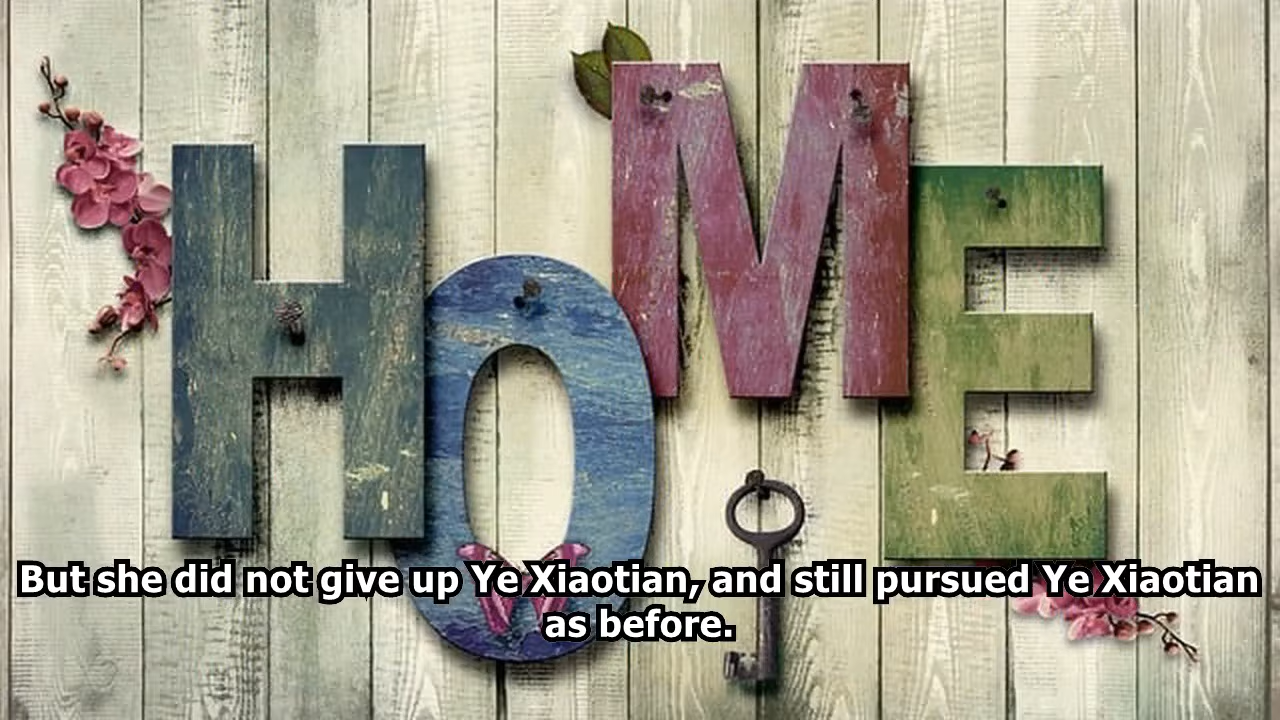 HOME
But she did not give up Ye Xiaotian, and still pursued Ye Xiaotian
as before.